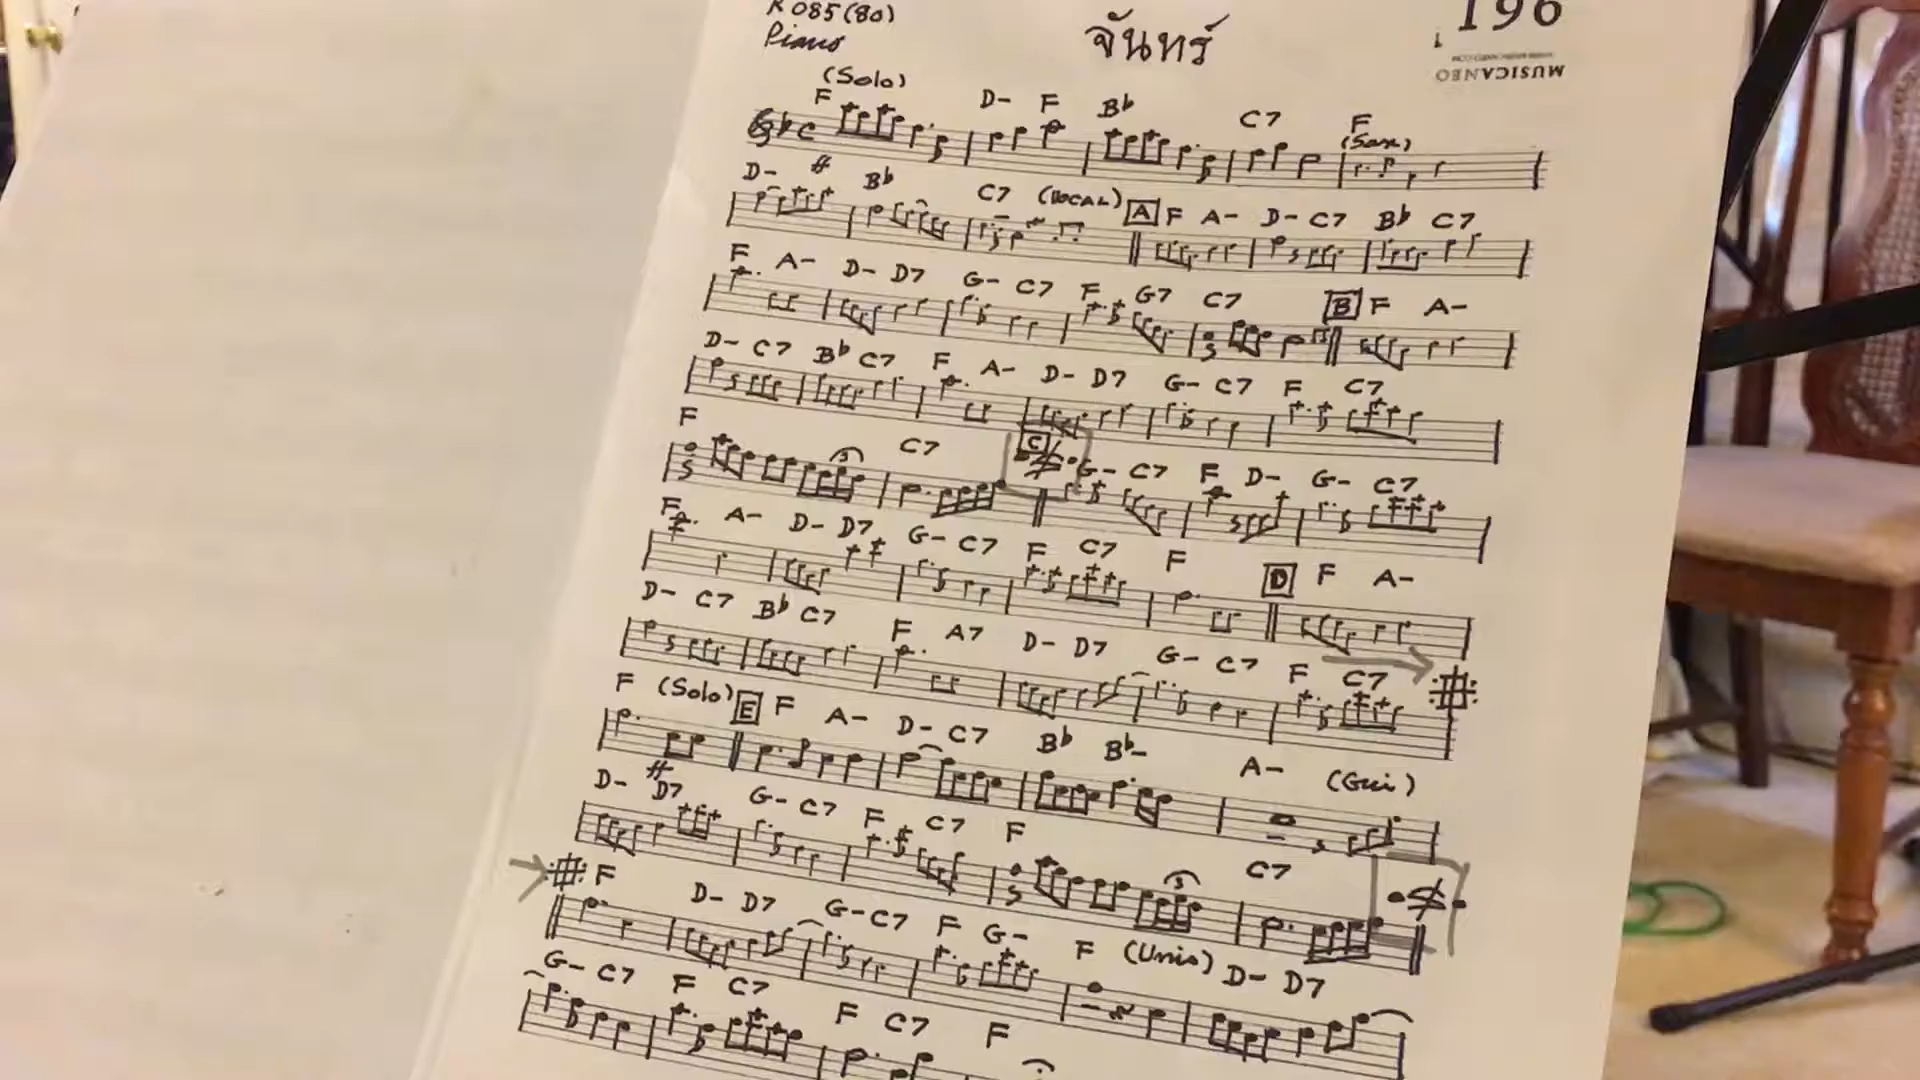 R085(80)
Piano
จันทร์
196
MUSICANEO
(Solo)
F D- F Bb C7 F
(Sax)
D- # Bb C7 (VOCAL) A F A- D- C7 Bb C7
F A- D- D7 G- C7 F G7 C7 B F A-
D- C7 Bb C7 F A- D- D7 G- C7 F C7
F C7 C G- C7 F D- G- C7
3
F A- D- D7 G- C7 F C7 F D F A-
D- C7 Bb C7 F A7 D- D7 G- C7 F C7
F (Solo) E F A- D- C7 Bb Bb- A- (Gui)
D- # D7 G- C7 F C7 F C7
3
F D- D7 G- C7 F G- F (Unis) D- D7
G- C7 F C7 F C7 F